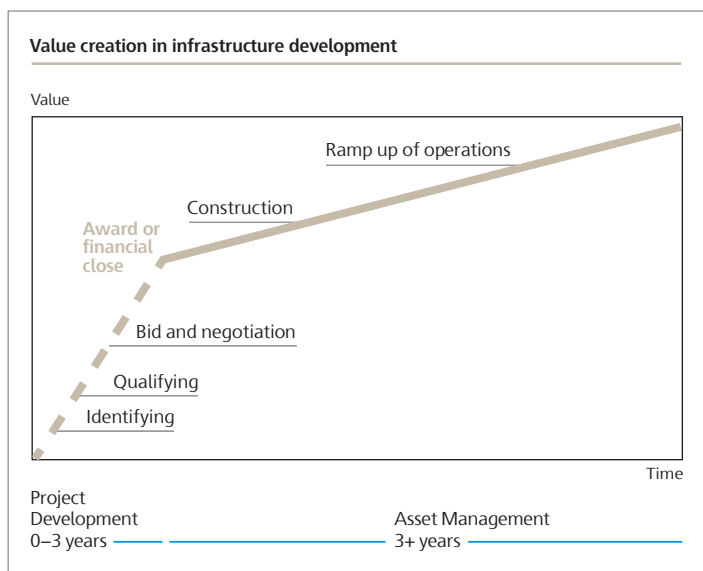 Value creation in infrastructure development
Value
Ramp up of operations
Construction
Award or
financial
close
Bid and negotiation
Qualifying
Identifying
Time
Project
Development
0–3 years
Asset Management
3+ years